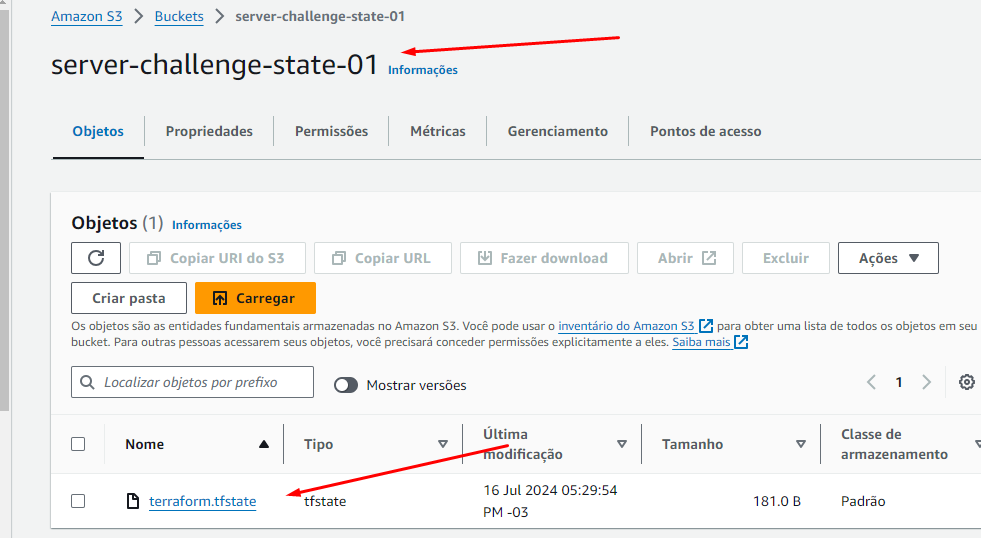 Amazon S3 > Buckets > server-challenge-state-01
server-challenge-state-01 Informações
Objetos Propriedades Permissões Métricas Gerenciamento Pontos de acesso
Objetos (1) Informações
Copiar URI do S3 Copiar URL Fazer download Abrir Excluir Ações
Criar pasta Carregar
Os objetos são as entidades fundamentais armazenadas no Amazon S3. Você pode usar o inventário do Amazon S3 para obter uma lista de todos os objetos em seu
bucket. Para outras pessoas acessarem seus objetos, você precisará conceder permissões explicitamente a eles. Saiba mais
Localizar objetos por prefixo Mostrar versões 1
Nome Tipo Última modificação Tamanho Classe de armazenamento
terraform.tfstate tfstate 16 Jul 2024 05:29:54 PM -03 181.0 B Padrão